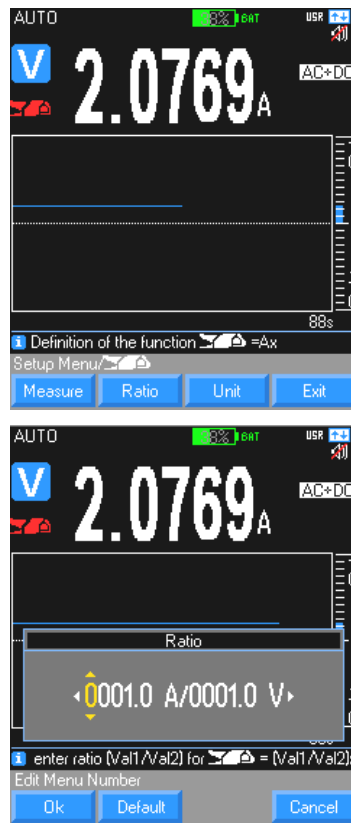 AUTO 8% BAT USR
V 2.0769 A AC+DC
88s
Definition of the function =Ax
Setup Menu/
Measure Ratio Unit Exit
AUTO 8% BAT USR
V 2.0769 A AC+DC
Ratio
0001.0 A/0001.0 V
enter ratio (Val1/Val2) for = (Val1/Val2)
Edit Menu Number
Ok Default Cancel